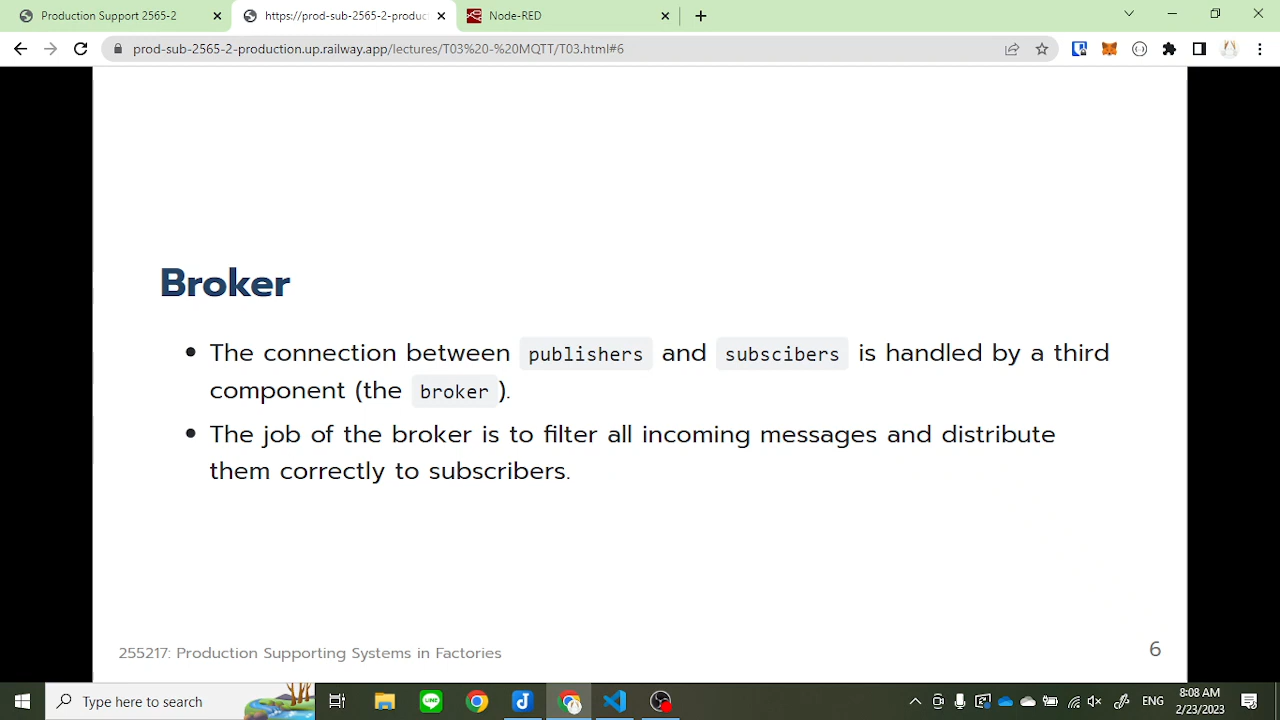 Production Support 2565-2
https://prod-sub-2565-2-produc
Node-RED
prod-sub-2565-2-production.up.railway.app/lectures/T03%20-%20MQTT/T03.html#6
Broker
The connection between publishers and subscibers is handled by a third
component (the broker ).
The job of the broker is to filter all incoming messages and distribute
them correctly to subscribers.
255217: Production Supporting Systems in Factories
6
Type here to search
LINE
ENG
8:08 AM
2/23/2023